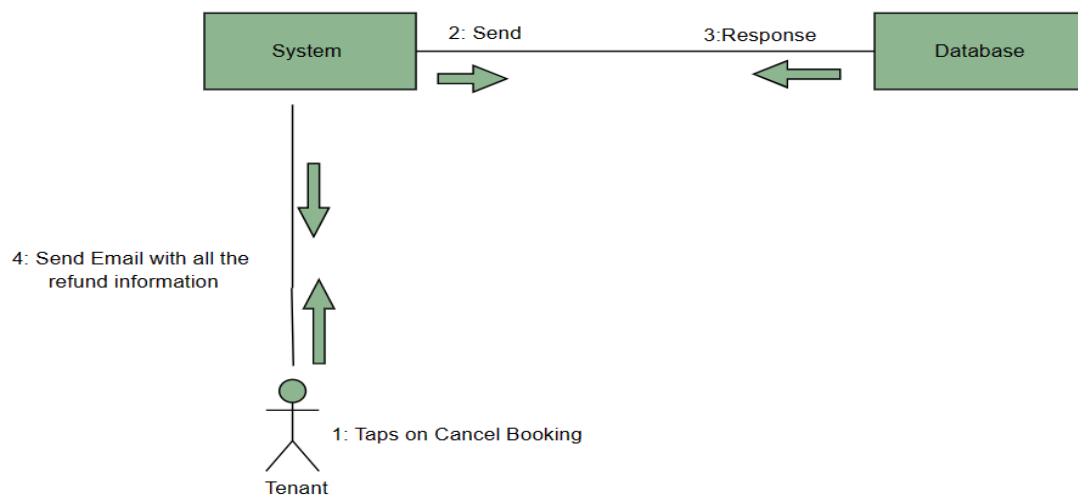 System
2: Send
3:Response
Database
4: Send Email with all the
refund information
1: Taps on Cancel Booking
Tenant